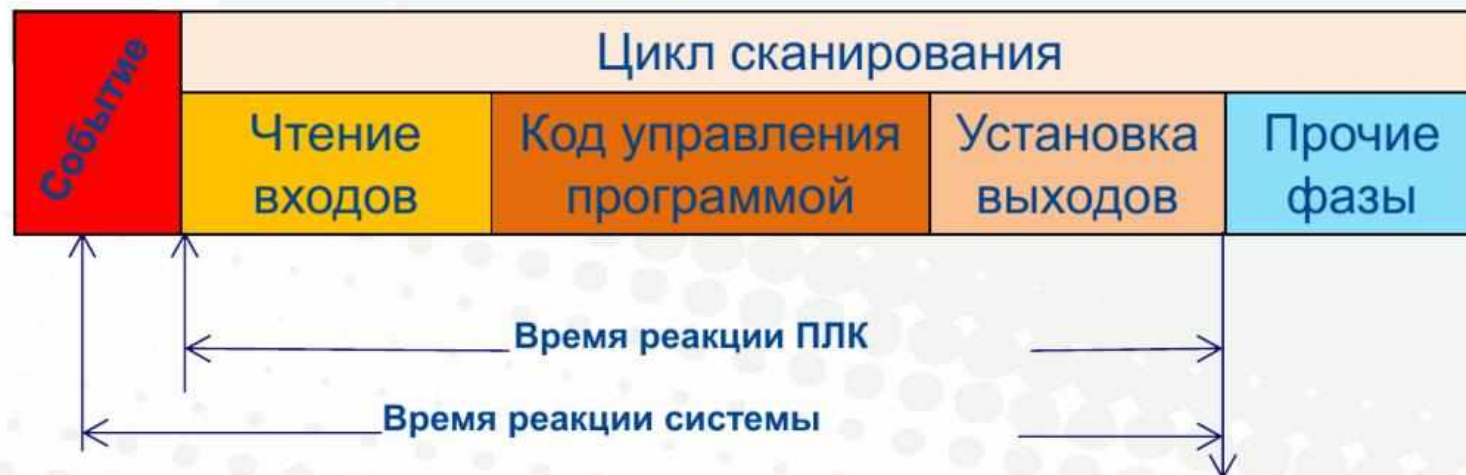 Событие
Цикл сканирования
Чтение
входов
Код управления
программой
Установка
выходов
Прочие
фазы
Время реакции ПЛК
Время реакции системы